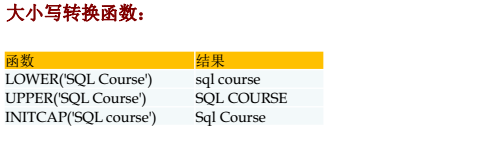 大小写转换函数：
函数 结果
LOWER('SQL Course') sql course
UPPER('SQL Course') SQL COURSE
INITCAP('SQL course') Sql Course